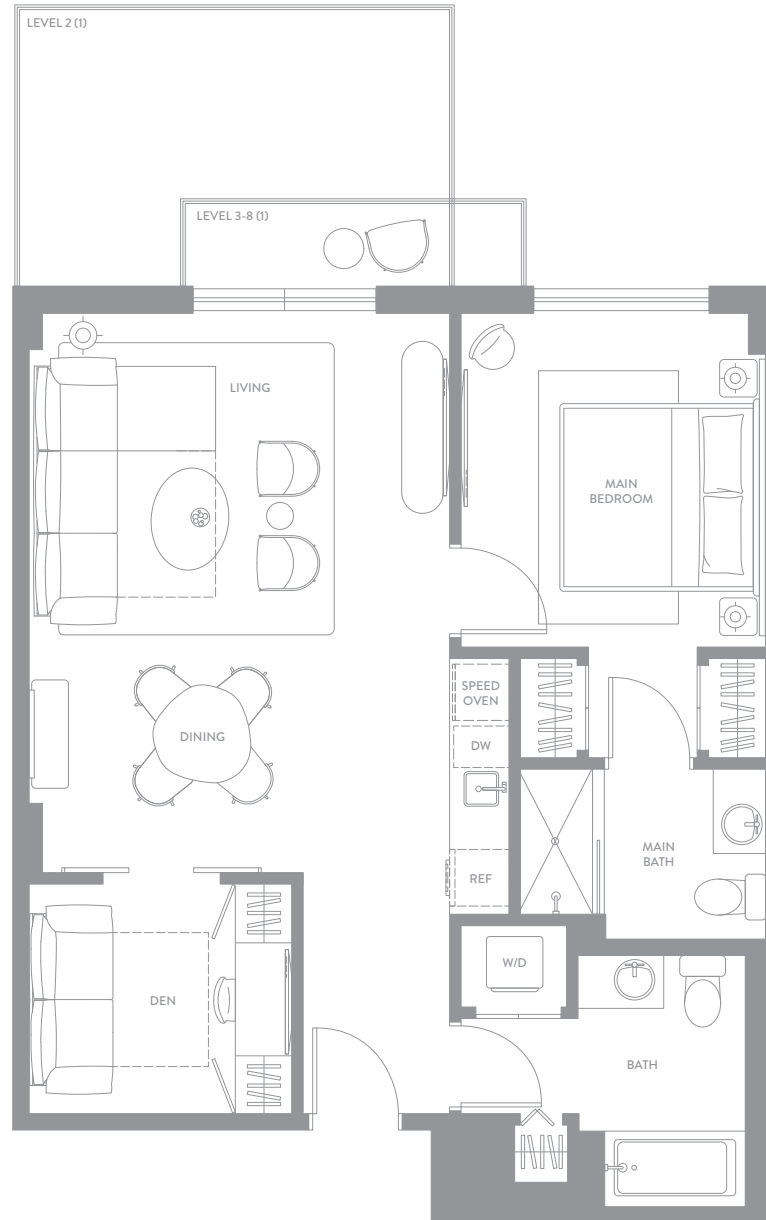 LEVEL 2 (1)
LEVEL 3-8 (1)
LIVING
MAIN
BEDROOM
SPEED
OVEN
DINING
DW
MAIN
BATH
REF
W/D
DEN
BATH